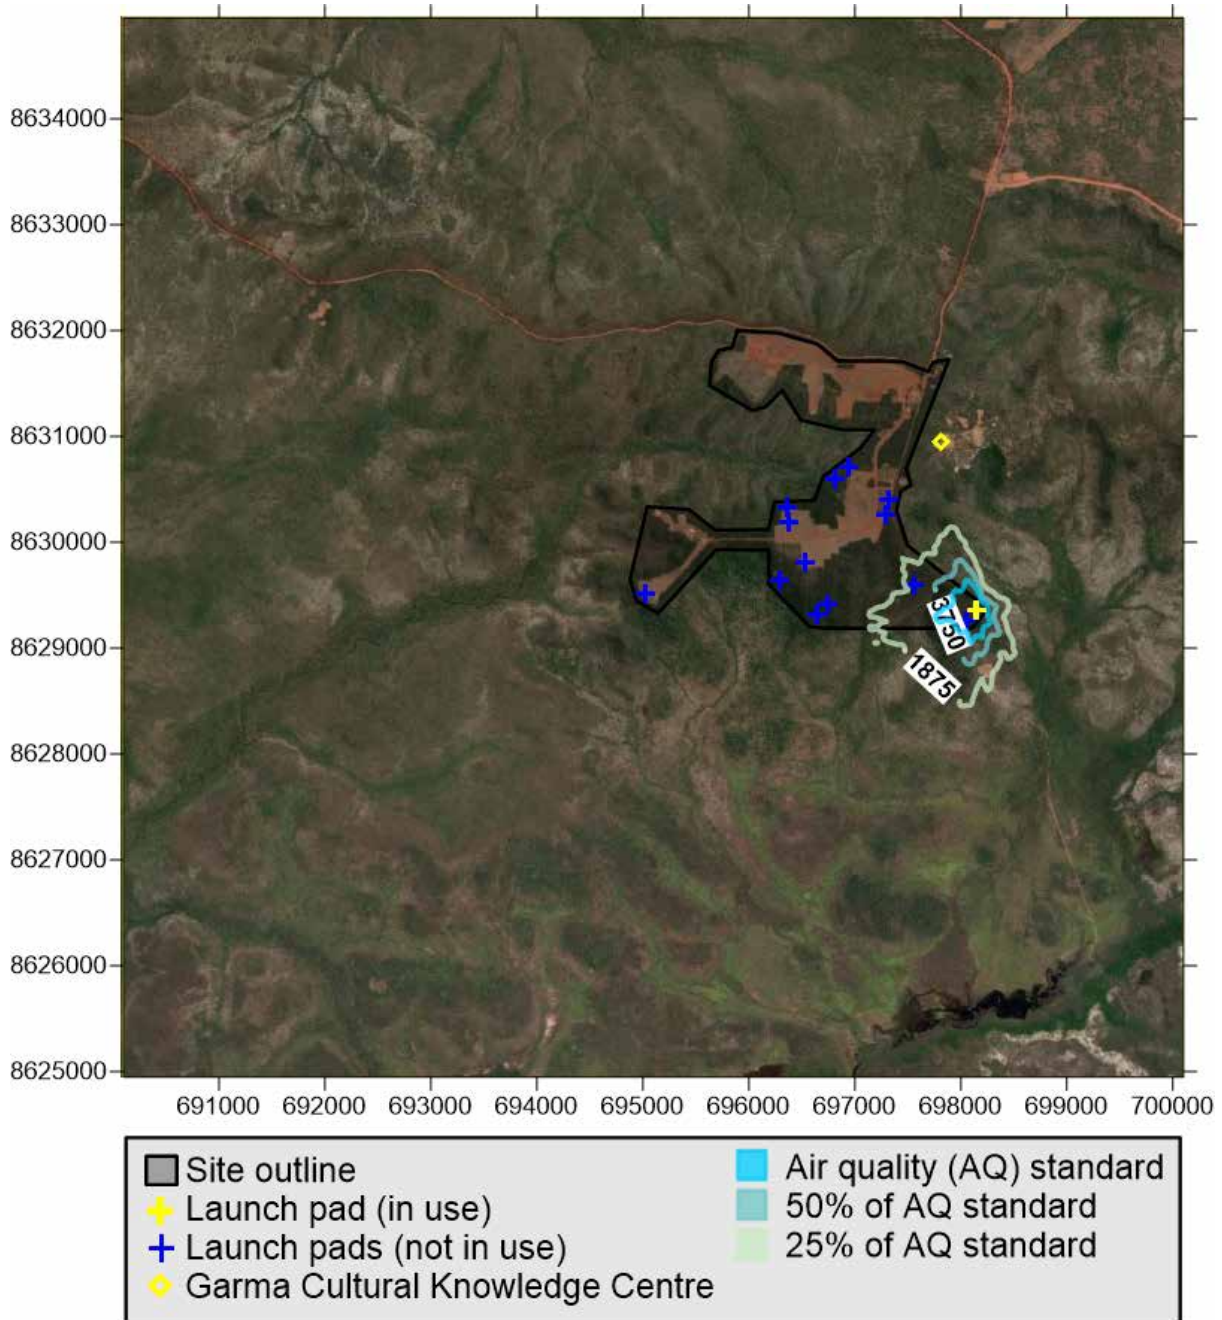 8634000
8633000
8632000
8631000
8630000
8629000
8628000
8627000
8626000
8625000
3750
1875
691000 692000 693000 694000 695000 696000 697000 698000 699000 700000
Site outline
Launch pad (in use)
Launch pads (not in use)
Garma Cultural Knowledge Centre
Air quality (AQ) standard
50% of AQ standard
25% of AQ standard